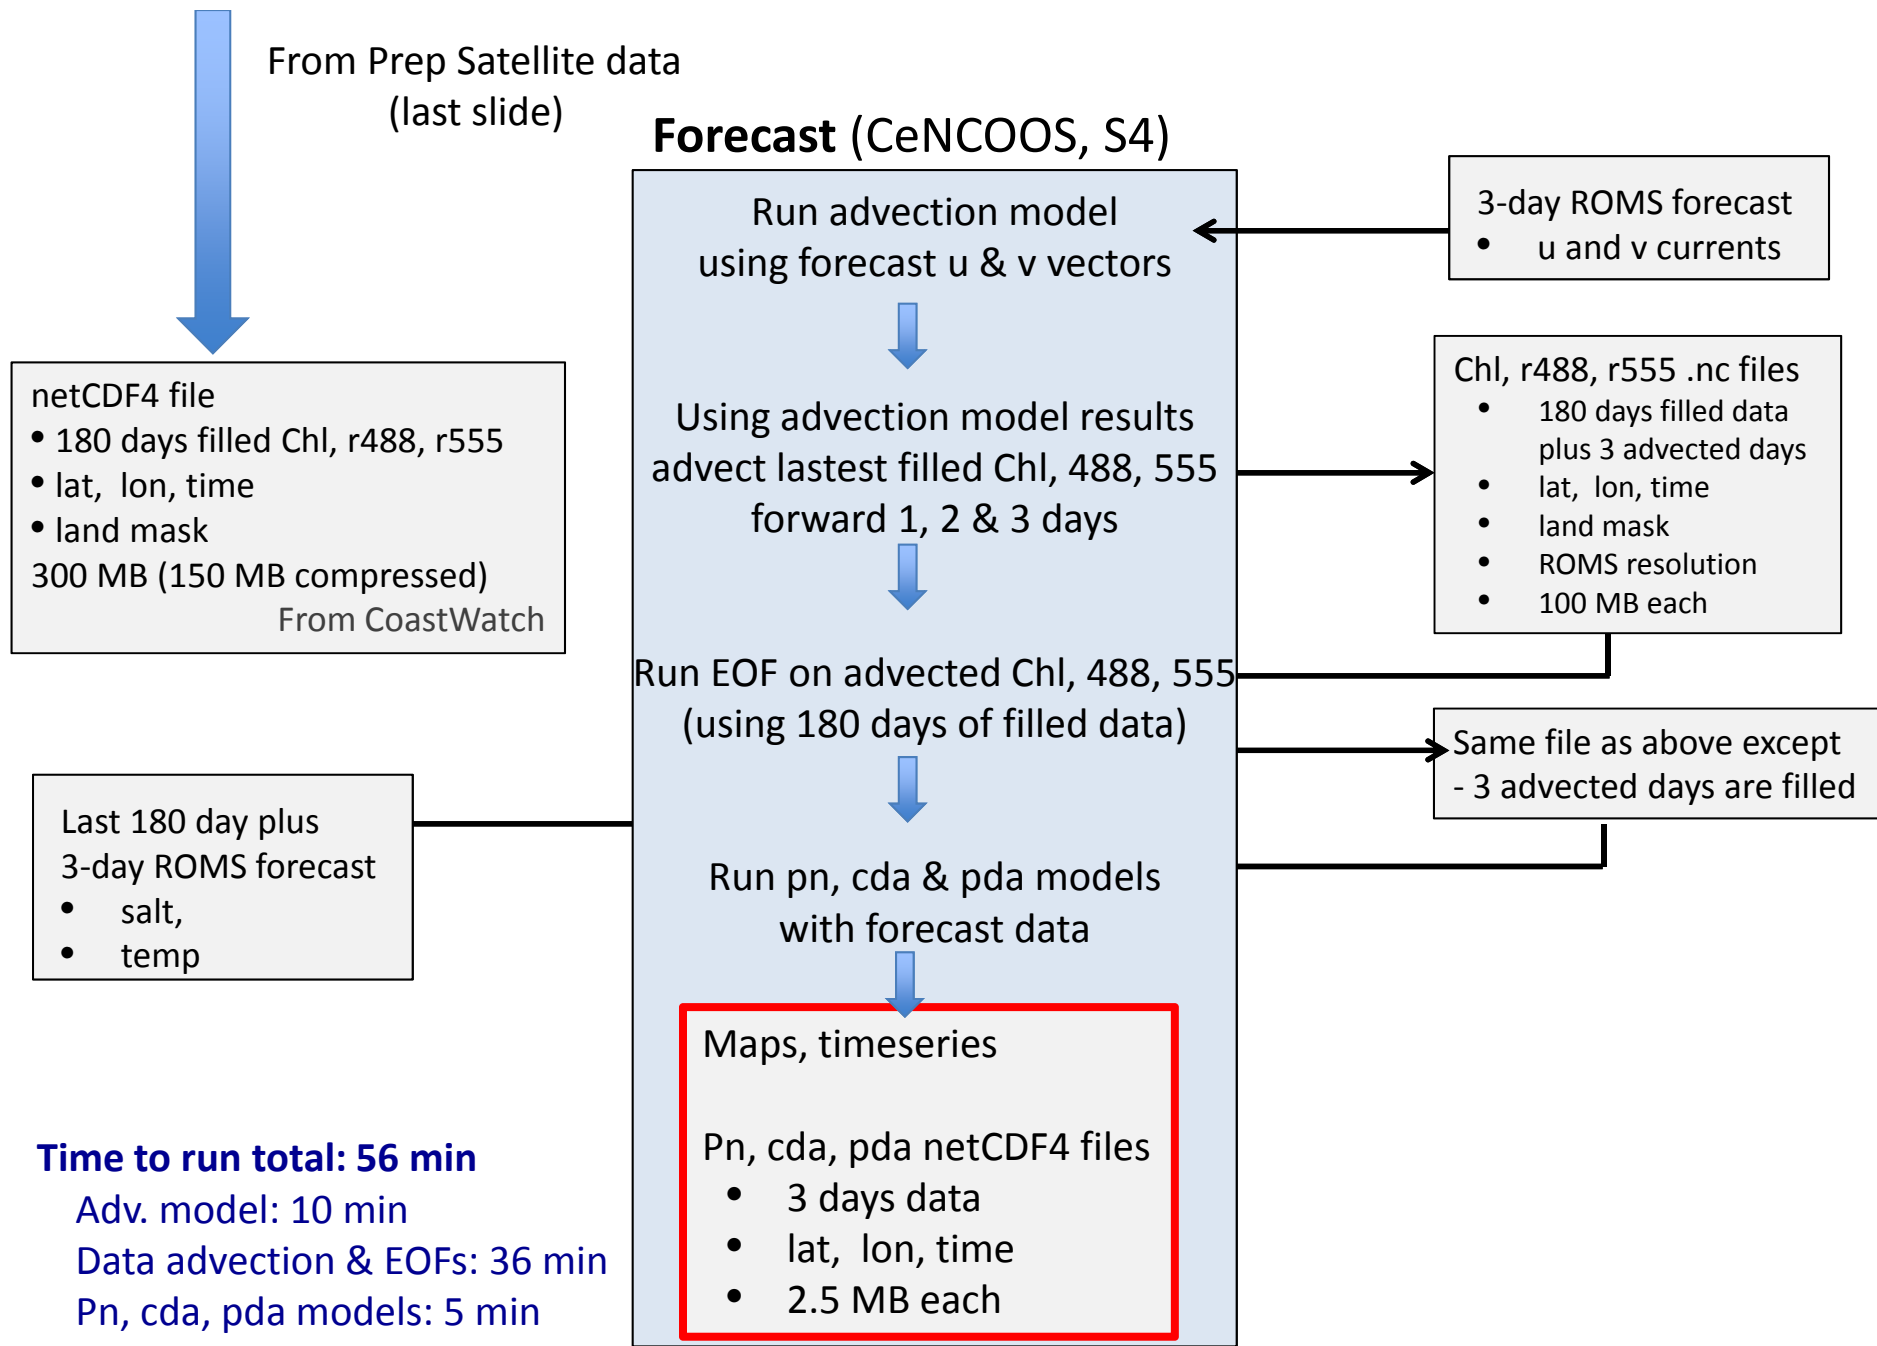 From Prep Satellite data
(last slide)
Forecast (CeNCOOS, S4)
Run advection model
using forecast u & v vectors
3-day ROMS forecast
• u and v currents
netCDF4 file
• 180 days filled Chl, r488, r555
• lat, lon, time
• land mask
300 MB (150 MB compressed)
From CoastWatch
Using advection model results
advect lastest filled Chl, 488, 555
forward 1, 2 & 3 days
Chl, r488, r555 .nc files
• 180 days filled data
plus 3 advected days
• lat, lon, time
• land mask
• ROMS resolution
• 100 MB each
Run EOF on advected Chl, 488, 555
(using 180 days of filled data)
Same file as above except
- 3 advected days are filled
Last 180 day plus
3-day ROMS forecast
• salt,
• temp
Run pn, cda & pda models
with forecast data
Maps, timeseries
Pn, cda, pda netCDF4 files
• 3 days data
• lat, lon, time
• 2.5 MB each
Time to run total: 56 min
Adv. model: 10 min
Data advection & EOFs: 36 min
Pn, cda, pda models: 5 min